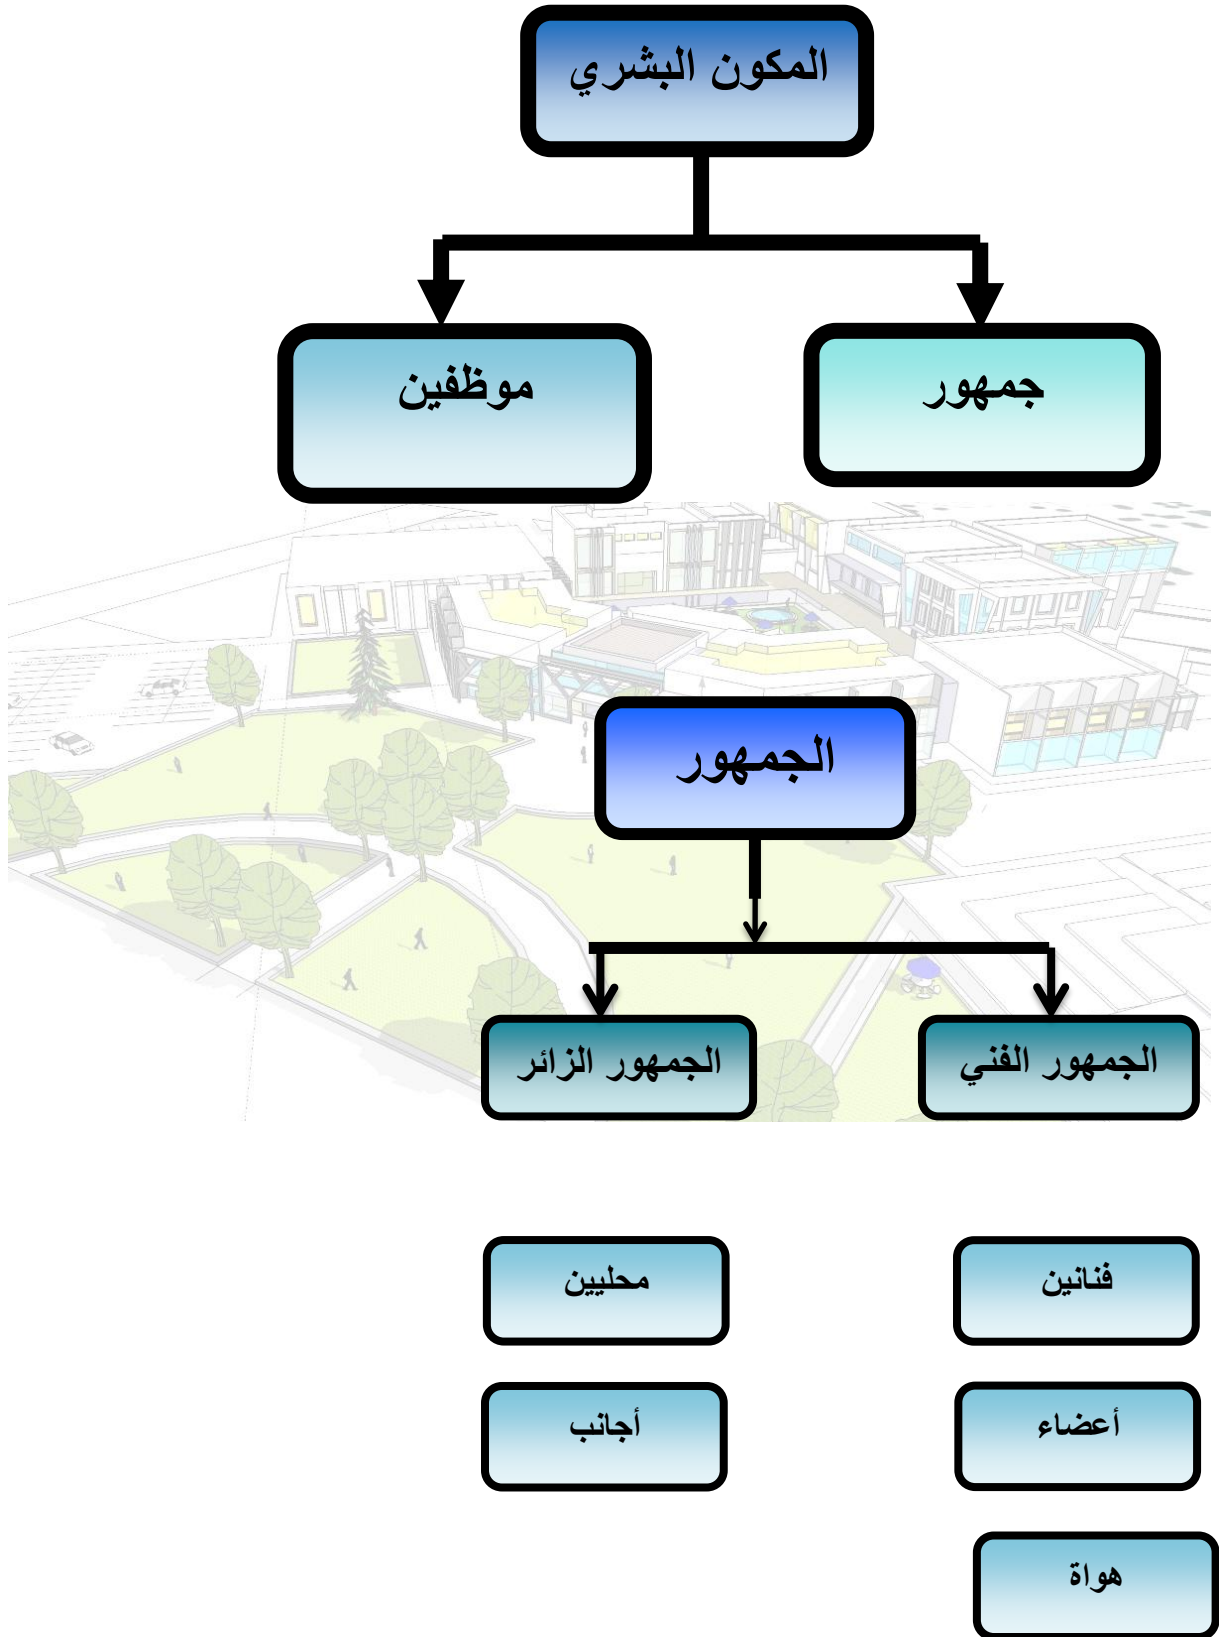 المكون البشري
جمهور
موظفين
الجمهور
الجمهور الفني
الجمهور الزائر
فنانين
محليين
أعضاء
أجانب
هواة